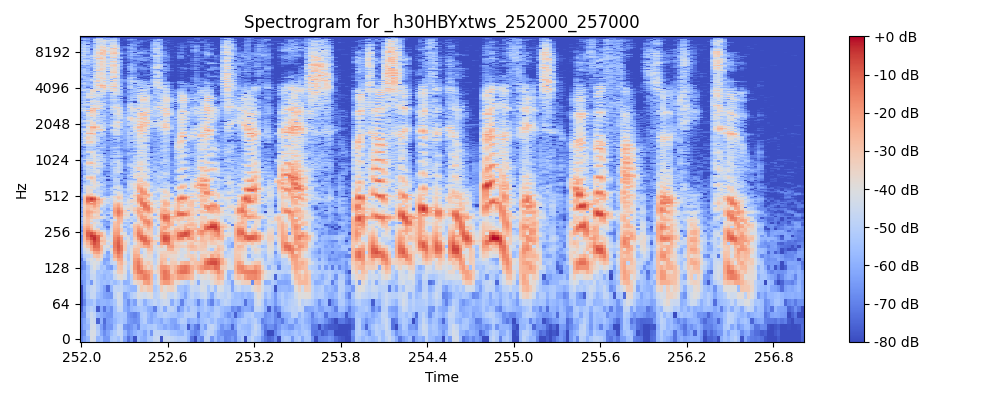 Spectrogram for _h30HBYxtws_252000_257000
Hz
8192
4096
2048
1024
512
256
128
64
0
252.0 252.6 253.2 253.8 254.4 255.0 255.6 256.2 256.8
Time
+0 dB
-10 dB
-20 dB
-30 dB
-40 dB
-50 dB
-60 dB
-70 dB
-80 dB